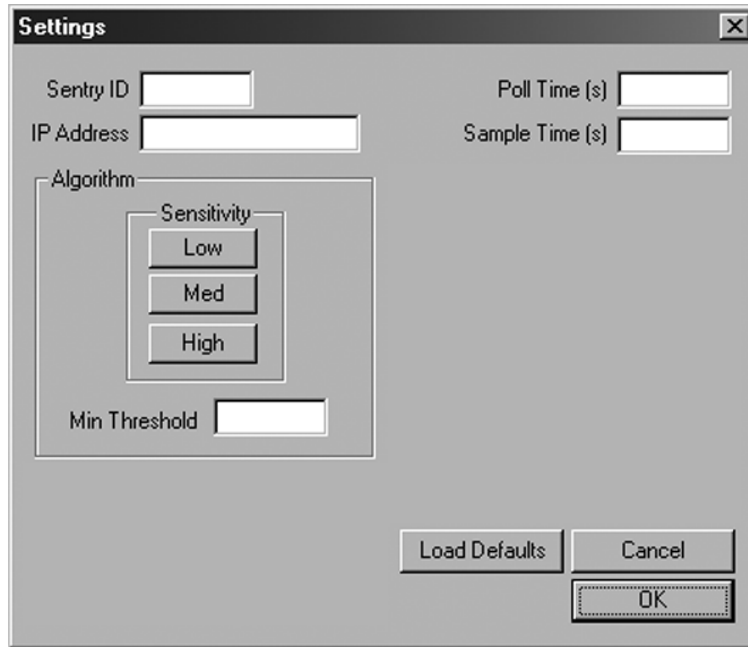 Settings
Sentry ID
Poll Time (s)
IP Address
Sample Time (s)
Algorithm
Sensitivity
Low
Med
High
Min Threshold
Load Defaults
Cancel
OK